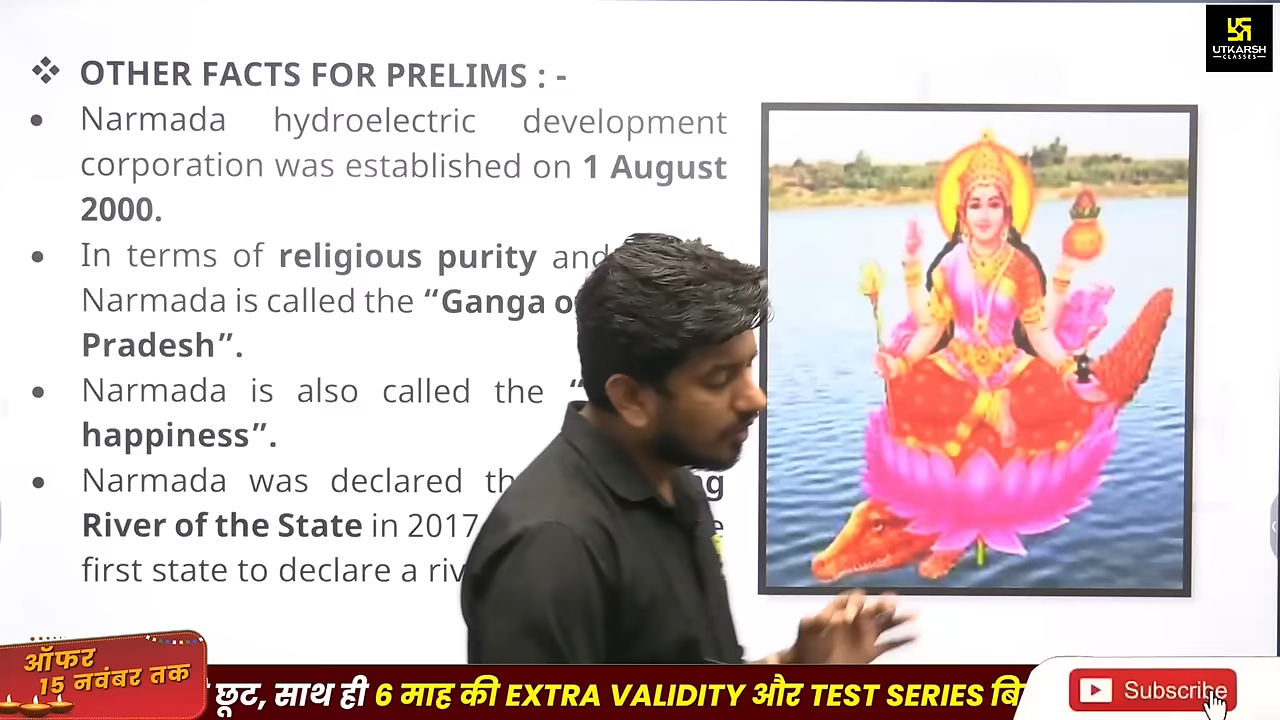 UTKARSH
CLASSES
❖ OTHER FACTS FOR PRELIMS : -
• Narmada hydroelectric development
corporation was established on 1 August
2000.
• In terms of religious purity and
Narmada is called the “Ganga
Pradesh”.
• Narmada is also called the “
happiness”.
• Narmada was declared
River of the State in 2017
first state to declare a
ऑफर
15 नवंबर तक
छूट, साथ ही 6 माह की EXTRA VALIDITY और TEST SERIES
Subscribe